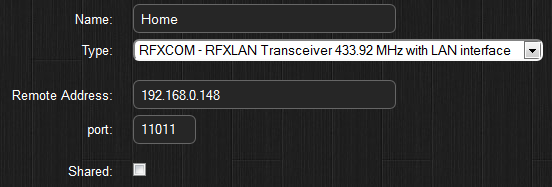 Name: Home
Type: RFXCOM - RFXLAN Transceiver 433.92 MHz with LAN interface
Remote Address: 192.168.0.148
port: 11011
Shared: